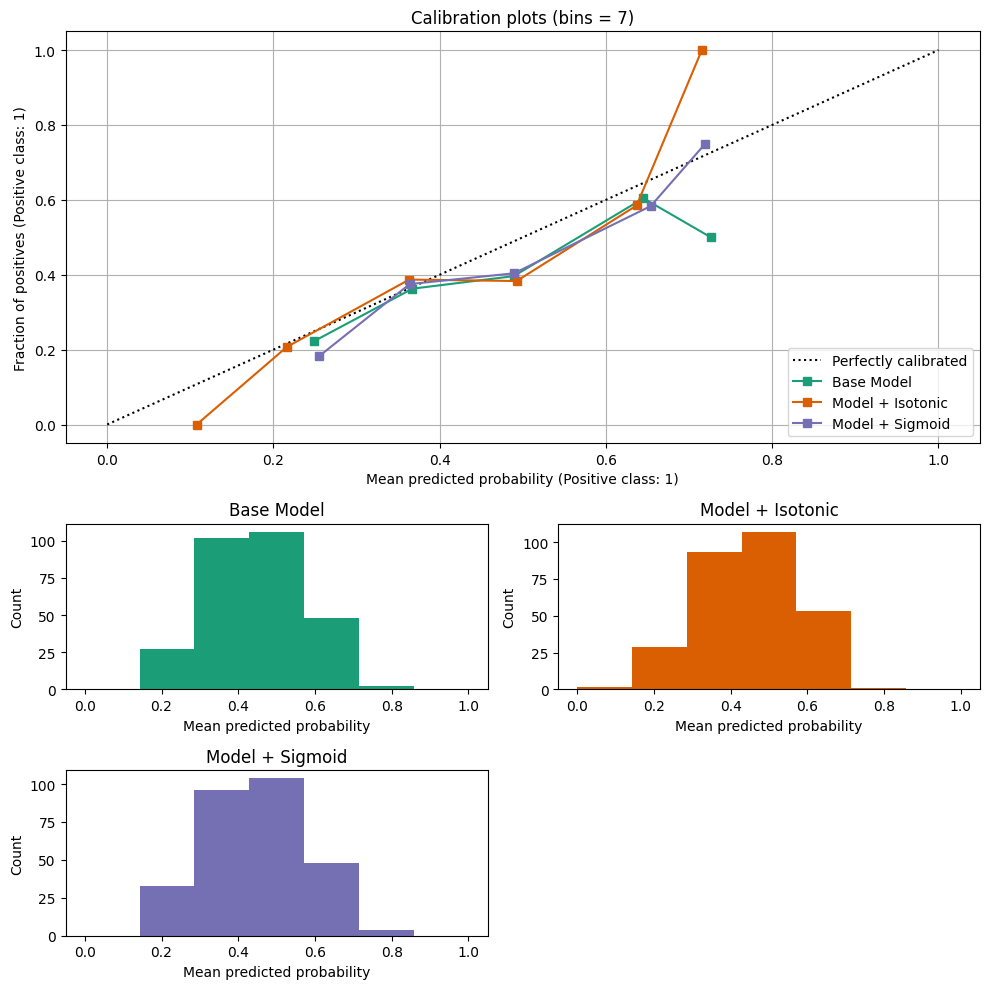 Calibration plots (bins = 7)
Fraction of positives (Positive class: 1)
1.0
0.8
0.6
0.4
0.2
0.0
Perfectly calibrated
Base Model
Model + Isotonic
Model + Sigmoid
0.0 0.2 0.4 0.6 0.8 1.0
Mean predicted probability (Positive class: 1)
Base Model
Count
100
75
50
25
0
0.0 0.2 0.4 0.6 0.8 1.0
Mean predicted probability
Model + Isotonic
Count
100
75
50
25
0
0.0 0.2 0.4 0.6 0.8 1.0
Mean predicted probability
Model + Sigmoid
Count
100
75
50
25
0
0.0 0.2 0.4 0.6 0.8 1.0
Mean predicted probability